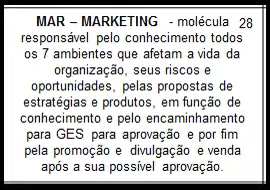 MAR – MARKETING - molécula 28
responsável pelo conhecimento todos
os 7 ambientes que afetam a vida da
organização, seus riscos e
oportunidades, pelas propostas de
estratégias e produtos, em função de
conhecimento e pelo encaminhamento
para GES para aprovação e por fim
pela promoção e divulgação e venda
após a sua possível aprovação.